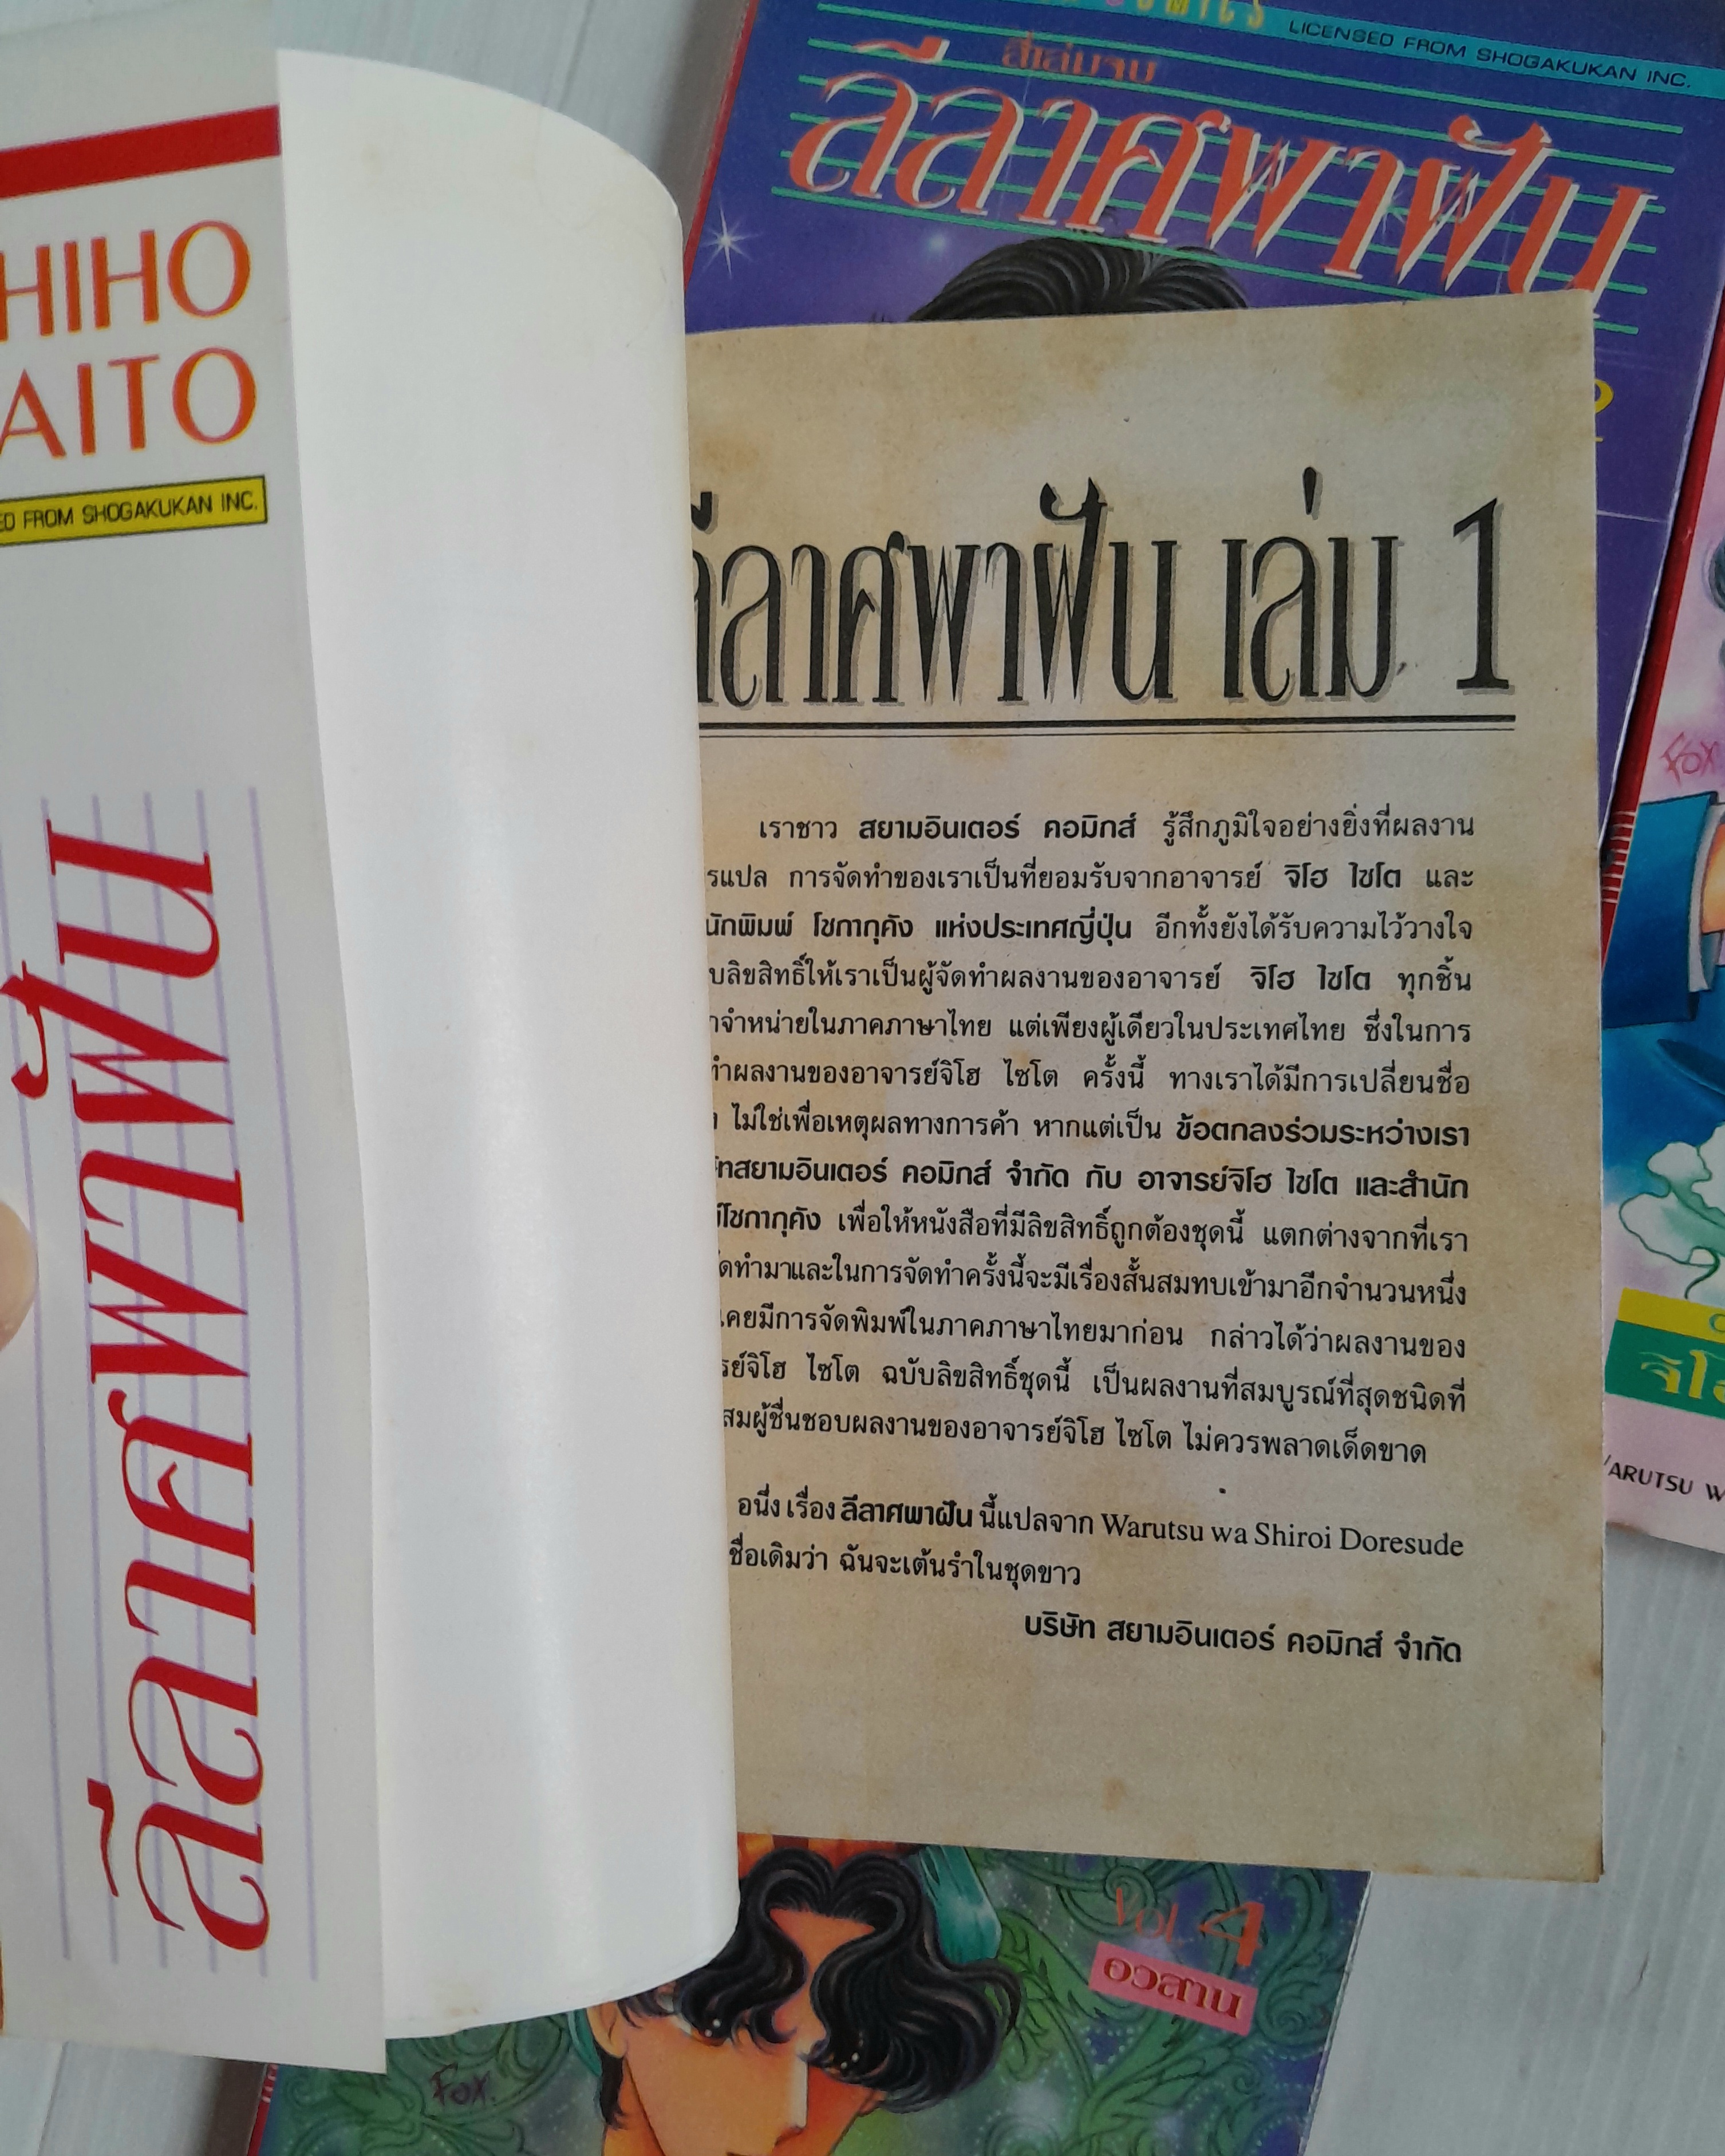 HIHO
AITO
ED FROM SHOGAKUKAN INC.
ลีลาศพาฝัน
LICENSED FROM SHOGAKUKAN INC.
สี่เล่มจบ
ลีลาศพาฝัน
2
ลีลาศพาฝัน เล่ม 1
เราชาว สยามอินเตอร์ คอมิกส์ รู้สึกภูมิใจอย่างยิ่งที่ผลงาน
รแปล การจัดทำของเราเป็นที่ยอมรับจากอาจารย์ จิโฮ ไซโต และ
นักพิมพ์ โชกากุคัง แห่งประเทศญี่ปุ่น อีกทั้งยังได้รับความไว้วางใจ
บลิขสิทธิ์ให้เราเป็นผู้จัดทำผลงานของอาจารย์ จิโฮ ไซโต ทุกชิ้น
าจำหน่ายในภาคภาษาไทย แต่เพียงผู้เดียวในประเทศไทย ซึ่งในการ
ทำผลงานของอาจารย์จิโฮ ไซโต ครั้งนี้ ทางเราได้มีการเปลี่ยนชื่อ
ไม่ใช่เพื่อเหตุผลทางการค้า หากแต่เป็น ข้อตกลงร่วมระหว่างเรา
ษัทสยามอินเตอร์ คอมิกส์ จำกัด กับ อาจารย์จิโฮ ไซโต และสำนัก
์โชกากุคัง เพื่อให้หนังสือที่มีลิขสิทธิ์ถูกต้องชุดนี้ แตกต่างจากที่เรา
ัดทำมาและในการจัดทำครั้งนี้จะมีเรื่องสั้นสมทบเข้ามาอีกจำนวนหนึ่ง
เคยมีการจัดพิมพ์ในภาคภาษาไทยมาก่อน กล่าวได้ว่าผลงานของ
รย์จิโฮ ไซโต ฉบับลิขสิทธิ์ชุดนี้ เป็นผลงานที่สมบูรณ์ที่สุดชนิดที่
สมผู้ชื่นชอบผลงานของอาจารย์จิโฮ ไซโต ไม่ควรพลาดเด็ดขาด
อนึ่ง เรื่อง ลีลาศพาฝัน นี้แปลจาก Warutsu wa Shiroi Doresude
ชื่อเดิมว่า ฉันจะเต้นรำในชุดขาว
บริษัท สยามอินเตอร์ คอมิกส์ จำกัด
FOX
จิโฮ
ARUTSU W
Vol 4
อวสาน
FOX.